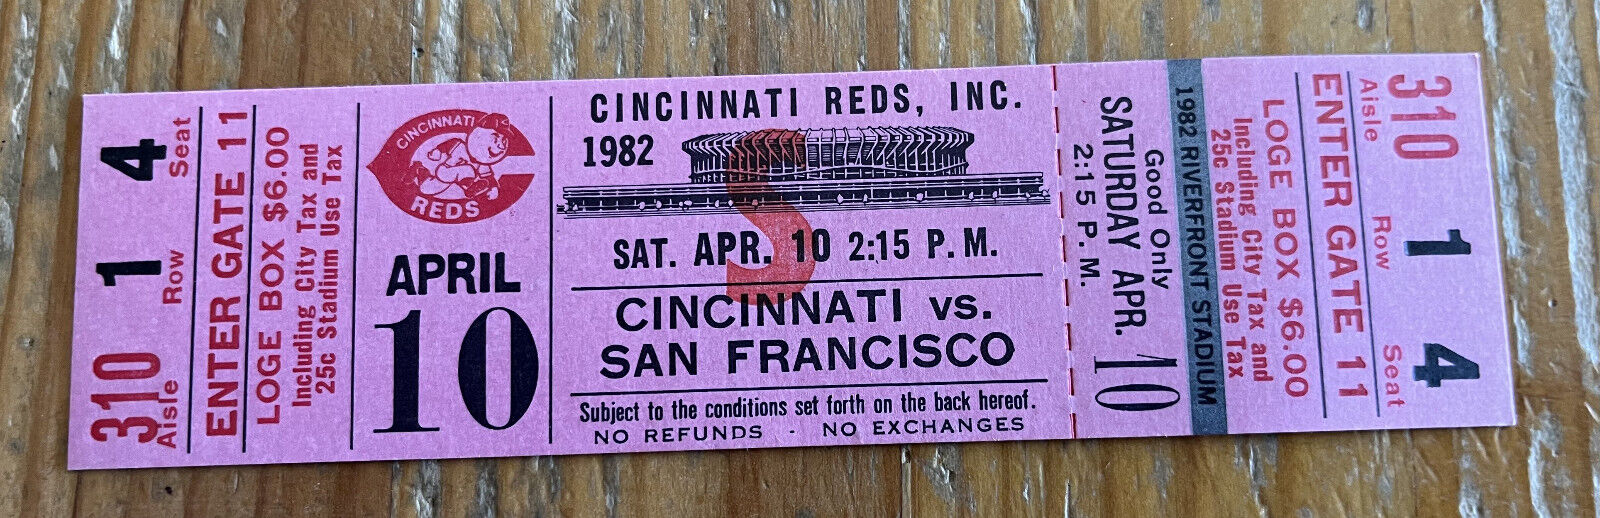 310 1 4
Aisle Row Seat
ENTER GATE 11
LOGE BOX $6.00
Including City Tax and
25c Stadium Use Tax
CINCINNATI
REDS
APRIL
10
CINCINNATI REDS, INC.
1982
S
SAT. APR. 10 2:15 P. M.
CINCINNATI vs.
SAN FRANCISCO
Subject to the conditions set forth on the back hereof.
NO REFUNDS - NO EXCHANGES
Good Only
SATURDAY APR. 10
2:15 P. M.
1982 RIVERFRONT STADIUM
310 1 4
Aisle Row Seat
ENTER GATE 11
LOGE BOX $6.00
Including City Tax and
25c Stadium Use Tax